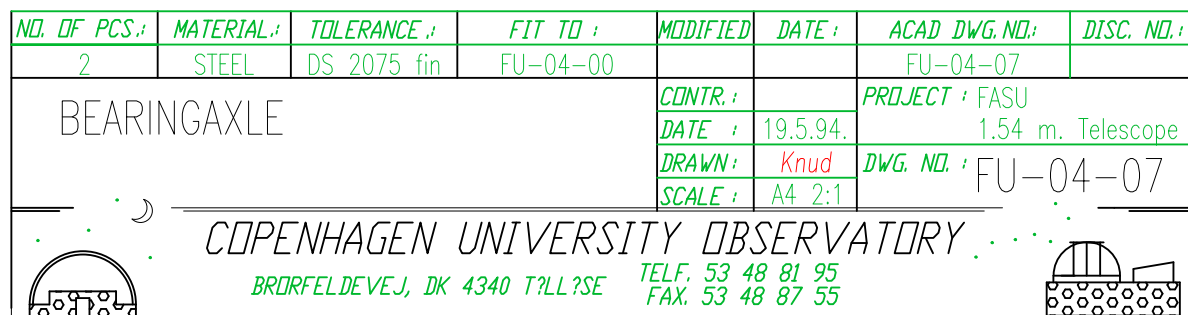 NO. OF PCS.: MATERIAL.: TOLERANCE.: FIT TO : MODIFIED DATE : ACAD DWG.NO.: DISC. NO.:
2 STEEL DS 2075 fin FU-04-00 FU-04-07
BEARINGAXLE
CONTR. :
DATE : 19.5.94.
DRAWN : Knud
SCALE : A4 2:1
PROJECT : FASU
1.54 m. Telescope
DWG. NO. : FU-04-07
COPENHAGEN UNIVERSITY OBSERVATORY
BRORFELDEVEJ, DK 4340 T?LL?SE
TELF. 53 48 81 95
FAX. 53 48 87 55